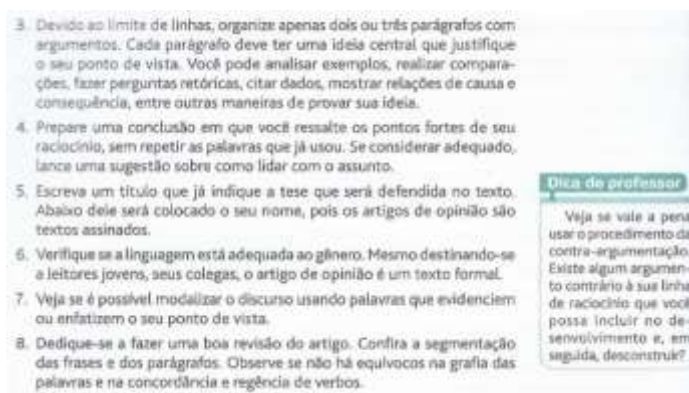 3. Devido ao limite de linhas, organize apenas dois ou três parágrafos com
argumentos. Cada parágrafo deve ter uma ideia central que justifique
o seu ponto de vista. Você pode analisar exemplos, realizar compara-
ções, fazer perguntas retóricas, citar dados, mostrar relações de causa e
consequência, entre outras maneiras de provar sua ideia.
4. Prepare uma conclusão em que você ressalte os pontos fortes de seu
raciocínio, sem repetir as palavras que já usou. Se considerar adequado,
lance uma sugestão sobre como lidar com o assunto.
5. Escreva um título que já indique a tese que será defendida no texto.
Abaixo dele será colocado o seu nome, pois os artigos de opinião são
textos assinados.
6. Verifique se a linguagem está adequada ao gênero. Mesmo destinando-se
a leitores jovens, seus colegas, o artigo de opinião é um texto formal.
7. Veja se é possível modalizar o discurso usando palavras que evidenciem
ou enfatizem o seu ponto de vista.
8. Dedique-se a fazer uma boa revisão do artigo. Confira a segmentação
das frases e dos parágrafos. Observe se não há equívocos na grafia das
palavras e na concordância e regência de verbos.
Dica de professor
Veja se vale a pena
usar o procedimento da
contra-argumentação.
Existe algum argumen-
to contrário à sua linha
de raciocínio que você
possa incluir no de-
senvolvimento e, em
seguida, desconstruir?